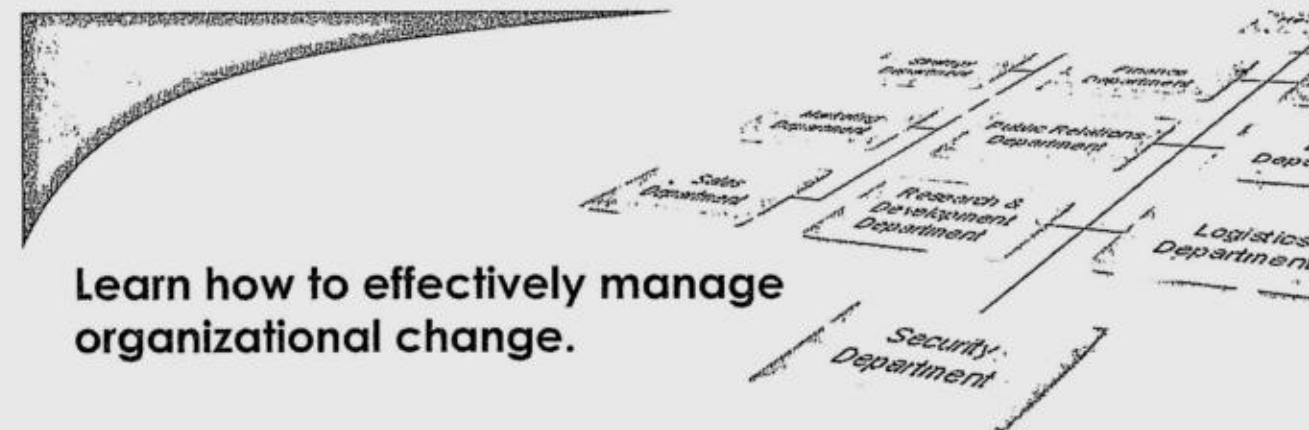 Finance
Department
Department
Marketing
Department
Public Relations
Department
Sales
Department
Research &
Development
Department
Logistics
Department
Security
Department
Learn how to effectively manage
organizational change.